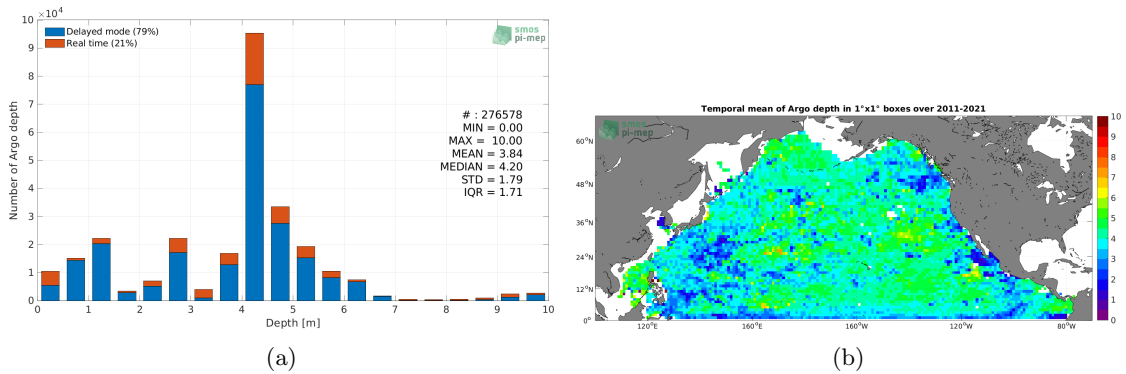 ×10⁴
10
9
8
7
6
5
4
3
2
1
0
Number of Argo depth
Delayed mode (79%)
Real time (21%)
smos
pi-mep
# : 276578
MIN = 0.00
MAX = 10.00
MEAN = 3.84
MEDIAN = 4.20
STD = 1.79
IQR = 1.71
0 1 2 3 4 5 6 7 8 9 10
Depth [m]
(a)
Temporal mean of Argo depth in 1°x1° boxes over 2011-2021
smos
pi-mep
60°N
48°N
36°N
24°N
12°N
0°
120°E 160°E 160°W 120°W 80°W
10
9
8
7
6
5
4
3
2
1
0
(b)